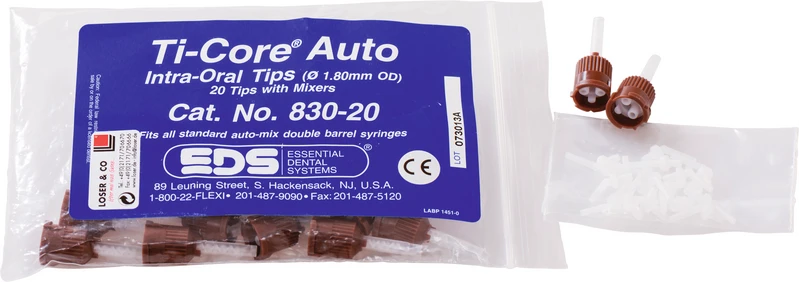 Ti-Core® Auto
Intra-Oral Tips (Ø 1.80mm OD)
20 Tips with Mixers
Cat. No. 830-20
Fits all standard auto-mix double barrel syringes
EDS
ESSENTIAL
DENTAL
SYSTEMS
89 Leuning Street, S. Hackensack, NJ, U.S.A.
1-800-22-FLEXI• 201-487-9090• Fax: 201-487-5120
LABP 1451-0
CE
LOT 073013A
LOSER & CO